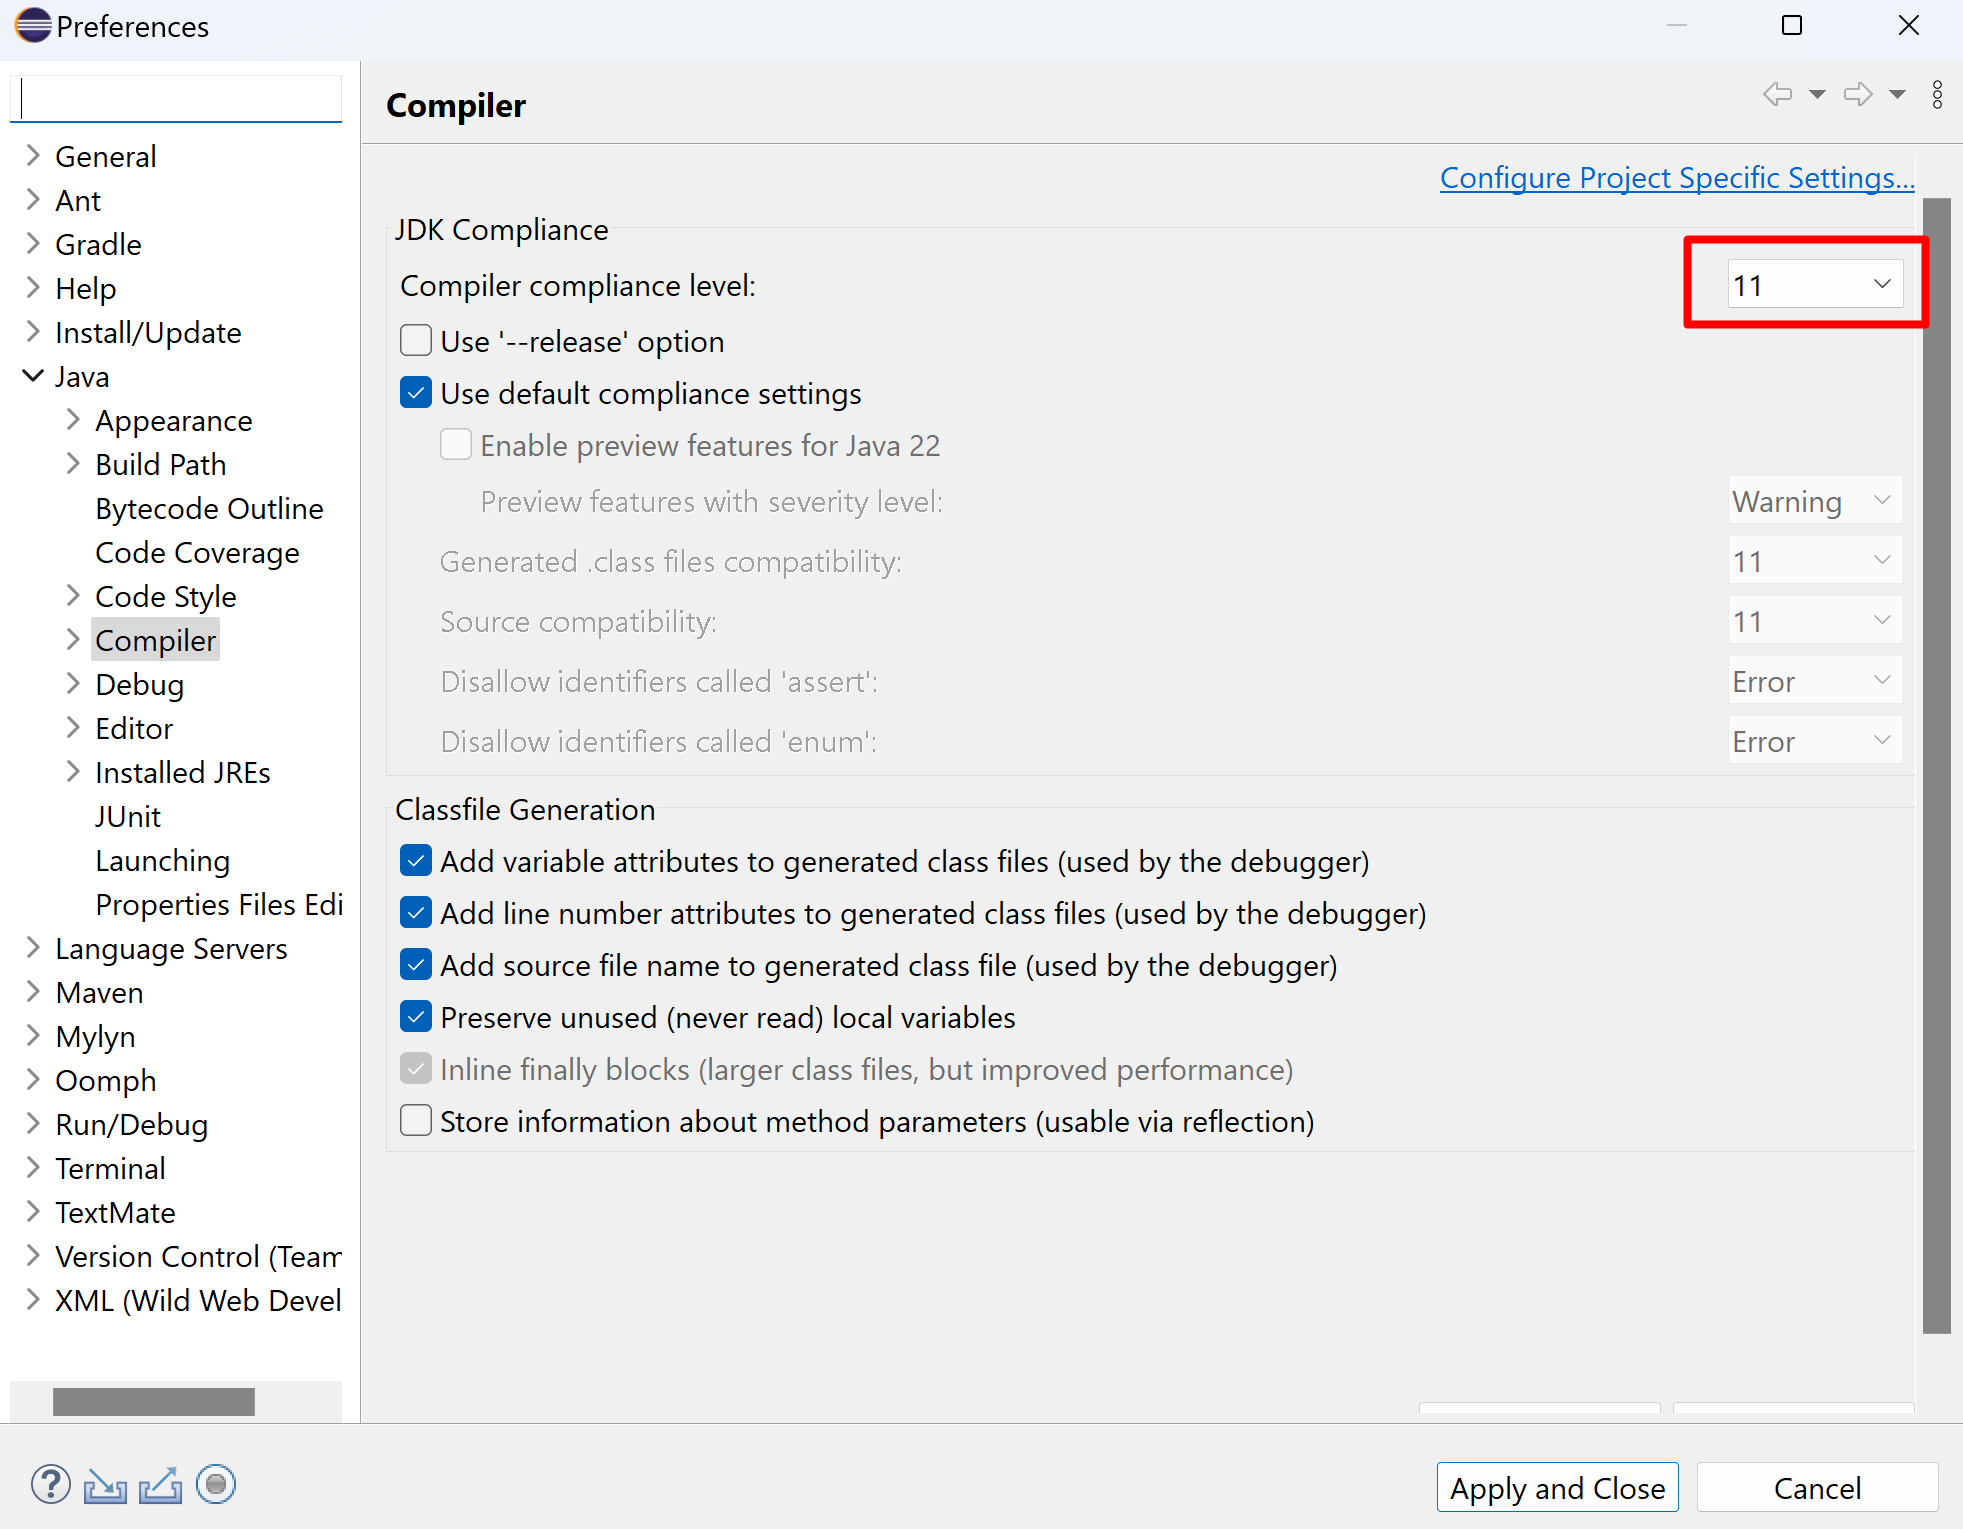 Preferences
General
Ant
Gradle
Help
Install/Update
Java
Appearance
Build Path
Bytecode Outline
Code Coverage
Code Style
Compiler
Debug
Editor
Installed JREs
JUnit
Launching
Properties Files Edi
Language Servers
Maven
Mylyn
Oomph
Run/Debug
Terminal
TextMate
Version Control (Team
XML (Wild Web Devel
Compiler
Configure Project Specific Settings...
JDK Compliance
Compiler compliance level: 11
Use '--release' option
Use default compliance settings
Enable preview features for Java 22
Preview features with severity level: Warning
Generated .class files compatibility: 11
Source compatibility: 11
Disallow identifiers called 'assert': Error
Disallow identifiers called 'enum': Error
Classfile Generation
Add variable attributes to generated class files (used by the debugger)
Add line number attributes to generated class files (used by the debugger)
Add source file name to generated class file (used by the debugger)
Preserve unused (never read) local variables
Inline finally blocks (larger class files, but improved performance)
Store information about method parameters (usable via reflection)
?
Apply and Close
Cancel